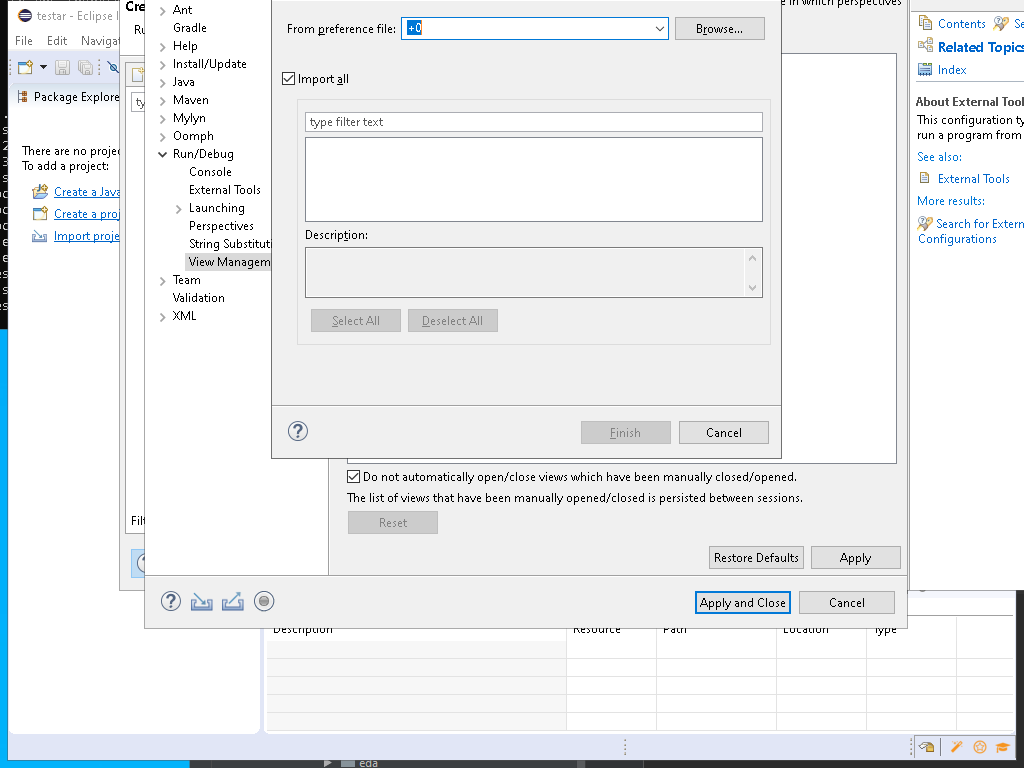 testar - Eclipse
File Edit Navigat
Package Explore
There are no projec
To add a project:
Create a Java
Create a proj
Import proje
Cre
Ru
ty
Filt
Ant
Gradle
Help
Install/Update
Java
Maven
Mylyn
Oomph
Run/Debug
Console
External Tools
Launching
Perspectives
String Substituti
View Managem
Team
Validation
XML
From preference file: +0 Browse...
Import all
type filter text
Description:
Select All Deselect All
Finish Cancel
e in which perspectives
Do not automatically open/close views which have been manually closed/opened.
The list of views that have been manually opened/closed is persisted between sessions.
Reset
Restore Defaults Apply
Apply and Close Cancel
Contents Se
Related Topics
Index
About External Tool
This configuration ty
run a program from
See also:
External Tools
More results:
Search for Extern
Configurations
Description Resource Path Location Type
eda